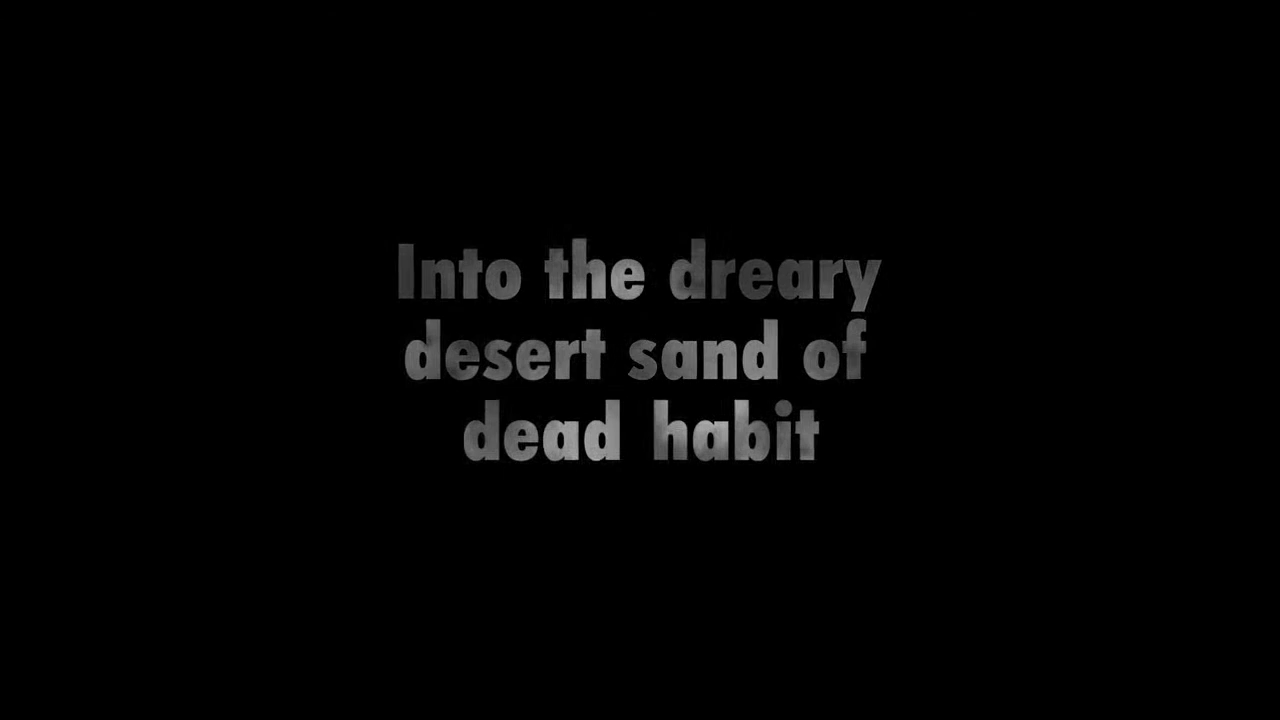 Into the dreary
desert sand of
dead habit